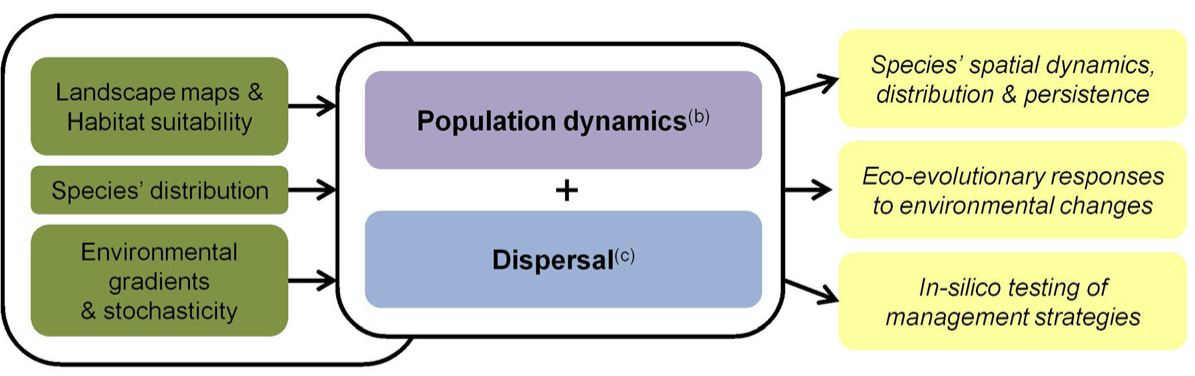 Landscape maps &
Habitat suitability
Species’ distribution
Environmental
gradients
& stochasticity
Population dynamics(b)
+
Dispersal(c)
Species’ spatial dynamics,
distribution & persistence
Eco-evolutionary responses
to environmental changes
In-silico testing of
management strategies